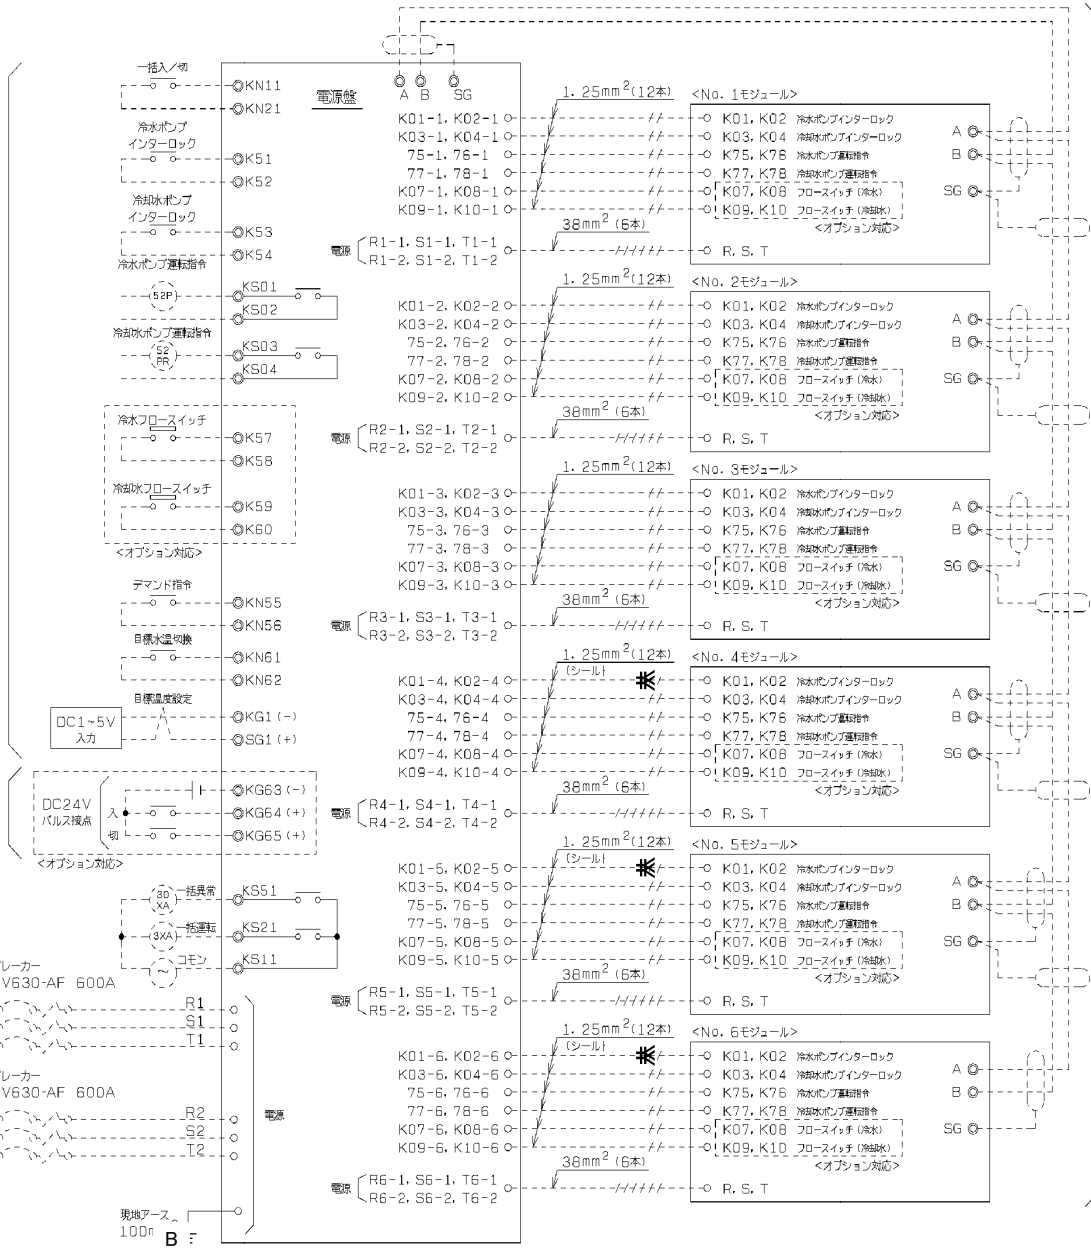 一括入／切
KN11
KN21
冷水ポンプ
インターロック
K51
K52
冷却水ポンプ
インターロック
K53
K54
冷水ポンプ運転指令
52P
KS01
KS02
冷却水ポンプ運転指令
52
PR
KS03
KS04
冷水フロースイッチ
K57
K58
冷却水フロースイッチ
K59
K60
<オプション対応>
デマンド指令
KN55
KN56
目標水温切換
KN61
KN62
目標温度設定
DC1~5V
入力
KG1 (-)
SG1 (+)
DC24V
パルス接点
入
切
KG63 (-)
KG64 (+)
KG65 (+)
<オプション対応>
3D
XA
一括異常
KS51
3XA
一括運転
KS21
～
コモン
KS11
レーカー
V630-AF 600A
R1
S1
T1
レーカー
V630-AF 600A
R2
S2
T2
電源
現地アース
B
電源盤
A B SG
K01-1, K02-1
K03-1, K04-1
75-1, 76-1
77-1, 78-1
K07-1, K08-1
K09-1, K10-1
電源
R1-1, S1-1, T1-1
R1-2, S1-2, T1-2
1. 25mm²(12本)
38mm² (6本)
<No. 1モジュール>
K01, K02 冷水ポンプインターロック
K03, K04 冷却水ポンプインターロック
K75, K76 冷水ポンプ運転指令
K77, K78 冷却水ポンプ運転指令
K07, K08 フロースイッチ (冷水)
K09, K10 フロースイッチ (冷却水)
<オプション対応>
R, S, T
A
B
SG
K01-2, K02-2
K03-2, K04-2
75-2, 76-2
77-2, 78-2
K07-2, K08-2
K09-2, K10-2
電源
R2-1, S2-1, T2-1
R2-2, S2-2, T2-2
1. 25mm²(12本)
38mm² (6本)
<No. 2モジュール>
K01, K02 冷水ポンプインターロック
K03, K04 冷却水ポンプインターロック
K75, K76 冷水ポンプ運転指令
K77, K78 冷却水ポンプ運転指令
K07, K08 フロースイッチ (冷水)
K09, K10 フロースイッチ (冷却水)
<オプション対応>
R, S, T
A
B
SG
K01-3, K02-3
K03-3, K04-3
75-3, 76-3
77-3, 78-3
K07-3, K08-3
K09-3, K10-3
電源
R3-1, S3-1, T3-1
R3-2, S3-2, T3-2
1. 25mm²(12本)
38mm² (6本)
<No. 3モジュール>
K01, K02 冷水ポンプインターロック
K03, K04 冷却水ポンプインターロック
K75, K76 冷水ポンプ運転指令
K77, K78 冷却水ポンプ運転指令
K07, K08 フロースイッチ (冷水)
K09, K10 フロースイッチ (冷却水)
<オプション対応>
R, S, T
A
B
SG
K01-4, K02-4
K03-4, K04-4
75-4, 76-4
77-4, 78-4
K07-4, K08-4
K09-4, K10-4
電源
R4-1, S4-1, T4-1
R4-2, S4-2, T4-2
1. 25mm²(12本)
(シールド
38mm² (6本)
<No. 4モジュール>
K01, K02 冷水ポンプインターロック
K03, K04 冷却水ポンプインターロック
K75, K76 冷水ポンプ運転指令
K77, K78 冷却水ポンプ運転指令
K07, K08 フロースイッチ (冷水)
K09, K10 フロースイッチ (冷却水)
<オプション対応>
R, S, T
A
B
SG
K01-5, K02-5
K03-5, K04-5
75-5, 76-5
77-5, 78-5
K07-5, K08-5
K09-5, K10-5
電源
R5-1, S5-1, T5-1
R5-2, S5-2, T5-2
1. 25mm²(12本)
(シールド
38mm² (6本)
<No. 5モジュール>
K01, K02 冷水ポンプインターロック
K03, K04 冷却水ポンプインターロック
K75, K76 冷水ポンプ運転指令
K77, K78 冷却水ポンプ運転指令
K07, K08 フロースイッチ (冷水)
K09, K10 フロースイッチ (冷却水)
<オプション対応>
R, S, T
A
B
SG
K01-6, K02-6
K03-6, K04-6
75-6, 76-6
77-6, 78-6
K07-6, K08-6
K09-6, K10-6
電源
R6-1, S6-1, T6-1
R6-2, S6-2, T6-2
1. 25mm²(12本)
(シールド
38mm² (6本)
<No. 6モジュール>
K01, K02 冷水ポンプインターロック
K03, K04 冷却水ポンプインターロック
K75, K76 冷水ポンプ運転指令
K77, K78 冷却水ポンプ運転指令
K07, K08 フロースイッチ (冷水)
K09, K10 フロースイッチ (冷却水)
<オプション対応>
R, S, T
A
B
SG